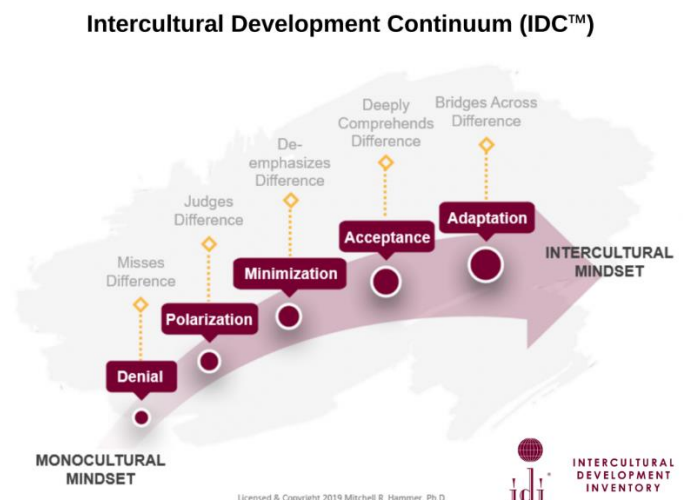 Intercultural Development Continuum (IDC™)
Misses
Difference
Judges
Difference
De-
emphasizes
Difference
Deeply
Comprehends
Difference
Bridges Across
Difference
Denial
Polarization
Minimization
Acceptance
Adaptation
MONOCULTURAL
MINDSET
INTERCULTURAL
MINDSET
Licensed & Copyright 2019 Mitchell R. Hammer, Ph.D.
idi
INTERCULTURAL
DEVELOPMENT
INVENTORY